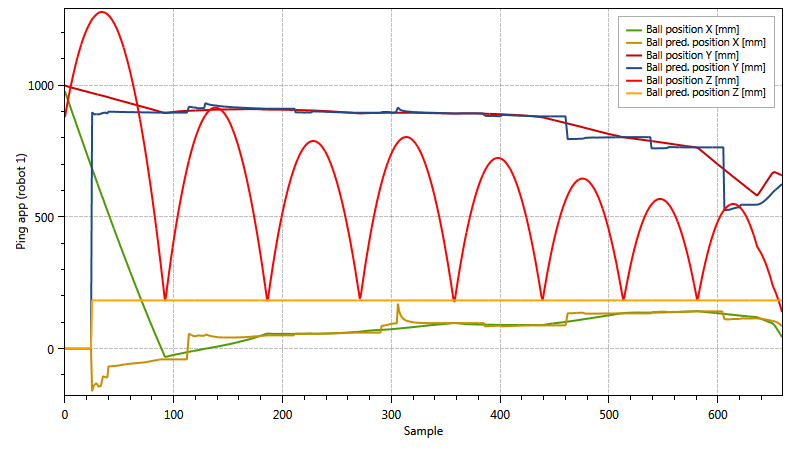 Ball position X [mm]
Ball pred. position X [mm]
Ball position Y [mm]
Ball pred. position Y [mm]
Ball position Z [mm]
Ball pred. position Z [mm]
1000
500
0
Ping app (robot 1)
0 100 200 300 400 500 600
Sample